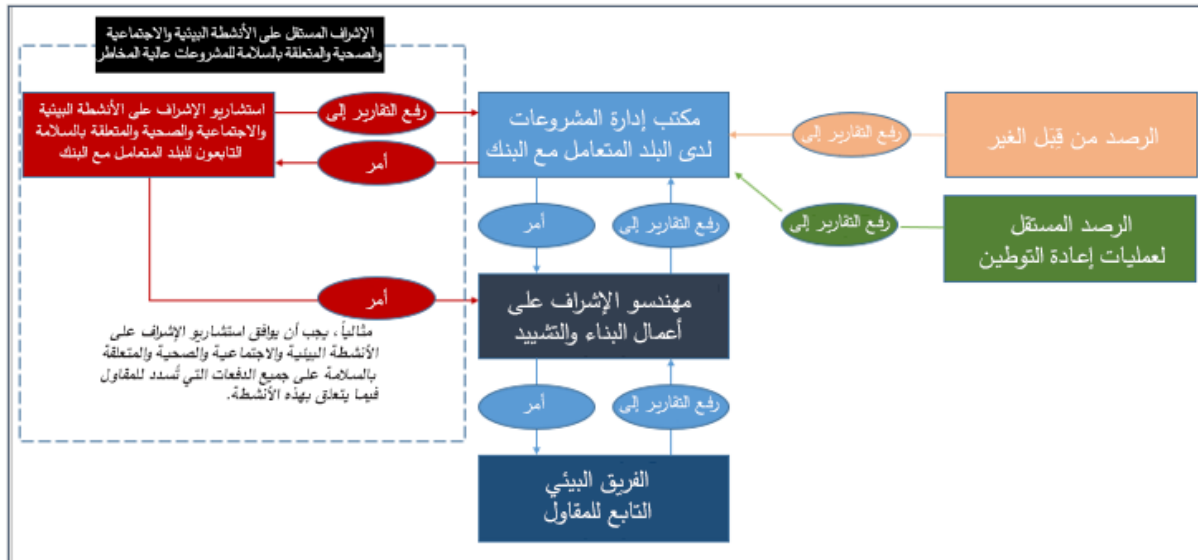 الإشراف المستقل على الأنشطة البيئية والاجتماعية
والصحية والمتعلقة بالسلامة للمشروعات عالية المخاطر
استشاريو الإشراف على الأنشطة البيئية
والاجتماعية والصحية والمتعلقة بالسلامة
التابعون للبلد المتعامل مع البنك
رفع التقارير إلى
أمر
مكتب إدارة المشروعات
لدى البلد المتعامل مع البنك
رفع التقارير إلى
الرصد من قِبَل الغير
رفع التقارير إلى
الرصد المستقل
لعمليات إعادة التوطين
أمر
رفع التقارير إلى
أمر
مهندسو الإشراف على
أعمال البناء والتشييد
مثالياً، يجب أن يوافق استشاريو الإشراف على
الأنشطة البيئية والاجتماعية والصحية والمتعلقة
بالسلامة على جميع الدفعات التي تُسدد للمقاول
فيما يتعلق بهذه الأنشطة.
أمر
رفع التقارير إلى
الفريق البيئي
التابع للمقاول